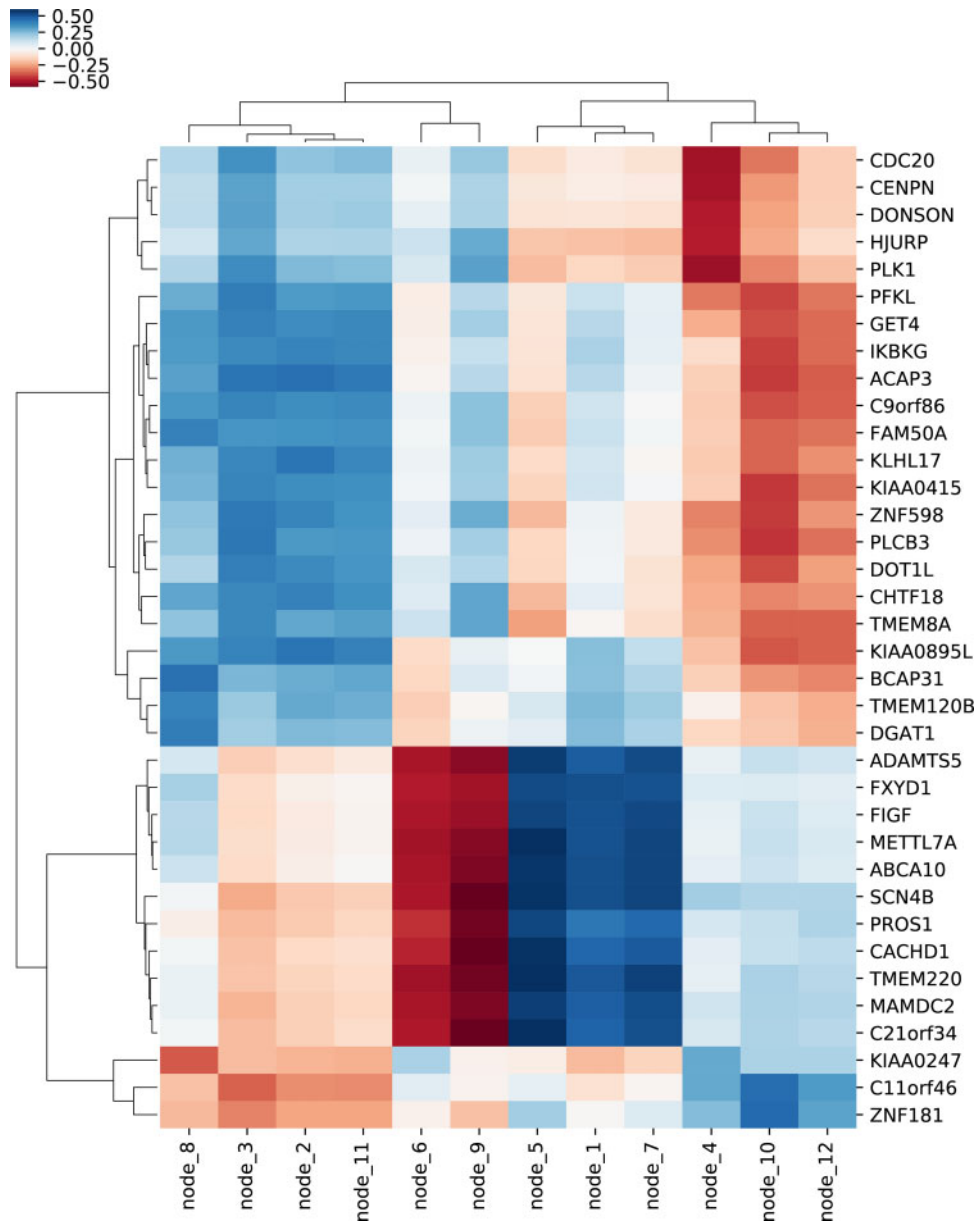 0.50
0.25
0.00
−0.25
−0.50
CDC20
CENPN
DONSON
HJURP
PLK1
PFKL
GET4
IKBKG
ACAP3
C9orf86
FAM50A
KLHL17
KIAA0415
ZNF598
PLCB3
DOT1L
CHTF18
TMEM8A
KIAA0895L
BCAP31
TMEM120B
DGAT1
ADAMTS5
FXYD1
FIGF
METTL7A
ABCA10
SCN4B
PROS1
CACHD1
TMEM220
MAMDC2
C21orf34
KIAA0247
C11orf46
ZNF181
node_8
node_3
node_2
node_11
node_6
node_9
node_5
node_1
node_7
node_4
node_10
node_12